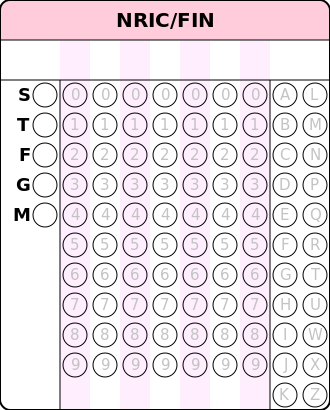 NRIC/FIN
S 0 0 0 0 0 0 0 A L
T 1 1 1 1 1 1 1 B M
F 2 2 2 2 2 2 2 C N
G 3 3 3 3 3 3 3 D P
M 4 4 4 4 4 4 4 E Q
5 5 5 5 5 5 5 F R
6 6 6 6 6 6 6 G T
7 7 7 7 7 7 7 H U
8 8 8 8 8 8 8 I W
9 9 9 9 9 9 9 J X
K Z